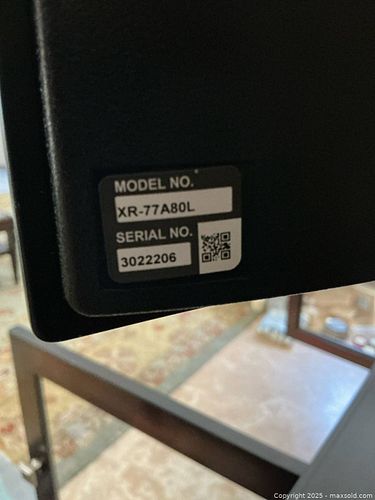 MODEL NO.
XR-77A80L
SERIAL NO.
3022206
Copyright © 2025 - maxsold.com